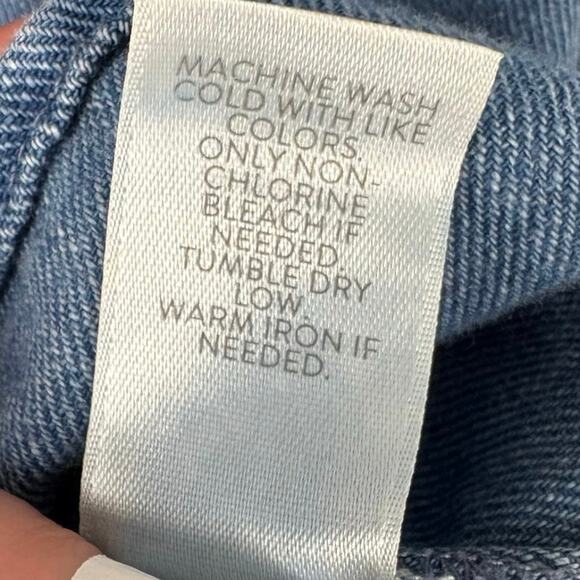 MACHINE WASH
COLD WITH LIKE
COLORS.
ONLY NON-
CHLORINE
BLEACH IF
NEEDED.
TUMBLE DRY
LOW.
WARM IRON IF
NEEDED.